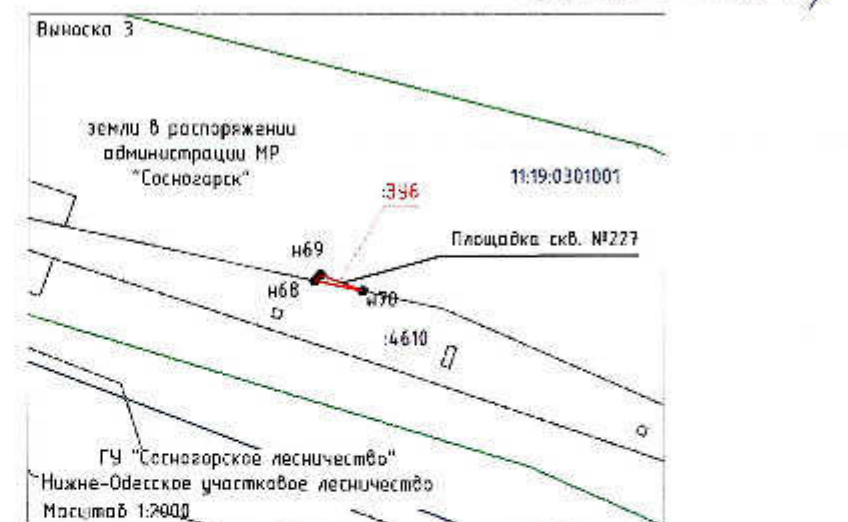 Выноска 3
земли в распоряжении
администрации МР
"Сосногорск"
:ЗУ6
11:19:0301001
Площадка скв. №227
н69
н68
н70
:4610
ГУ "Сосногорское лесничество"
Нижне-Одесское участковое лесничество
Масштаб 1:2000